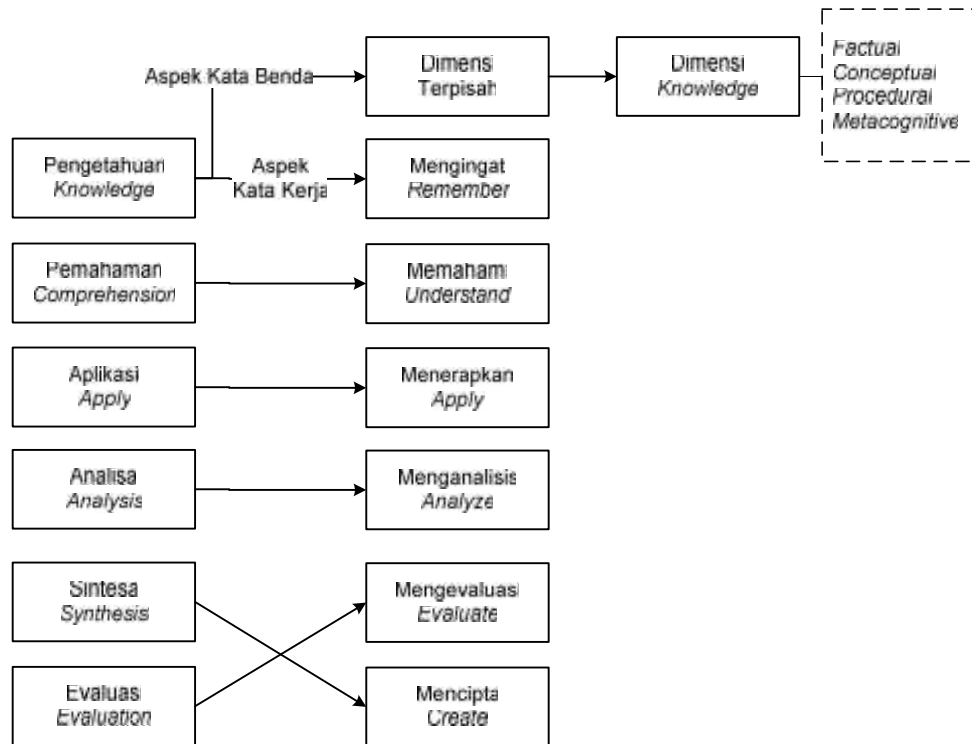 Aspek Kata Benda
Dimensi
Terpisah
Dimensi
Knowledge
Factual
Conceptual
Procedural
Metacognitive
Pengetahuan
Knowledge
Aspek
Kata Kerja
Mengingat
Remember
Pemahaman
Comprehension
Memahami
Understand
Aplikasi
Apply
Menerapkan
Apply
Analisa
Analysis
Menganalisis
Analyze
Sintesa
Synthesis
Mengevaluasi
Evaluate
Evaluasi
Evaluation
Mencipta
Create